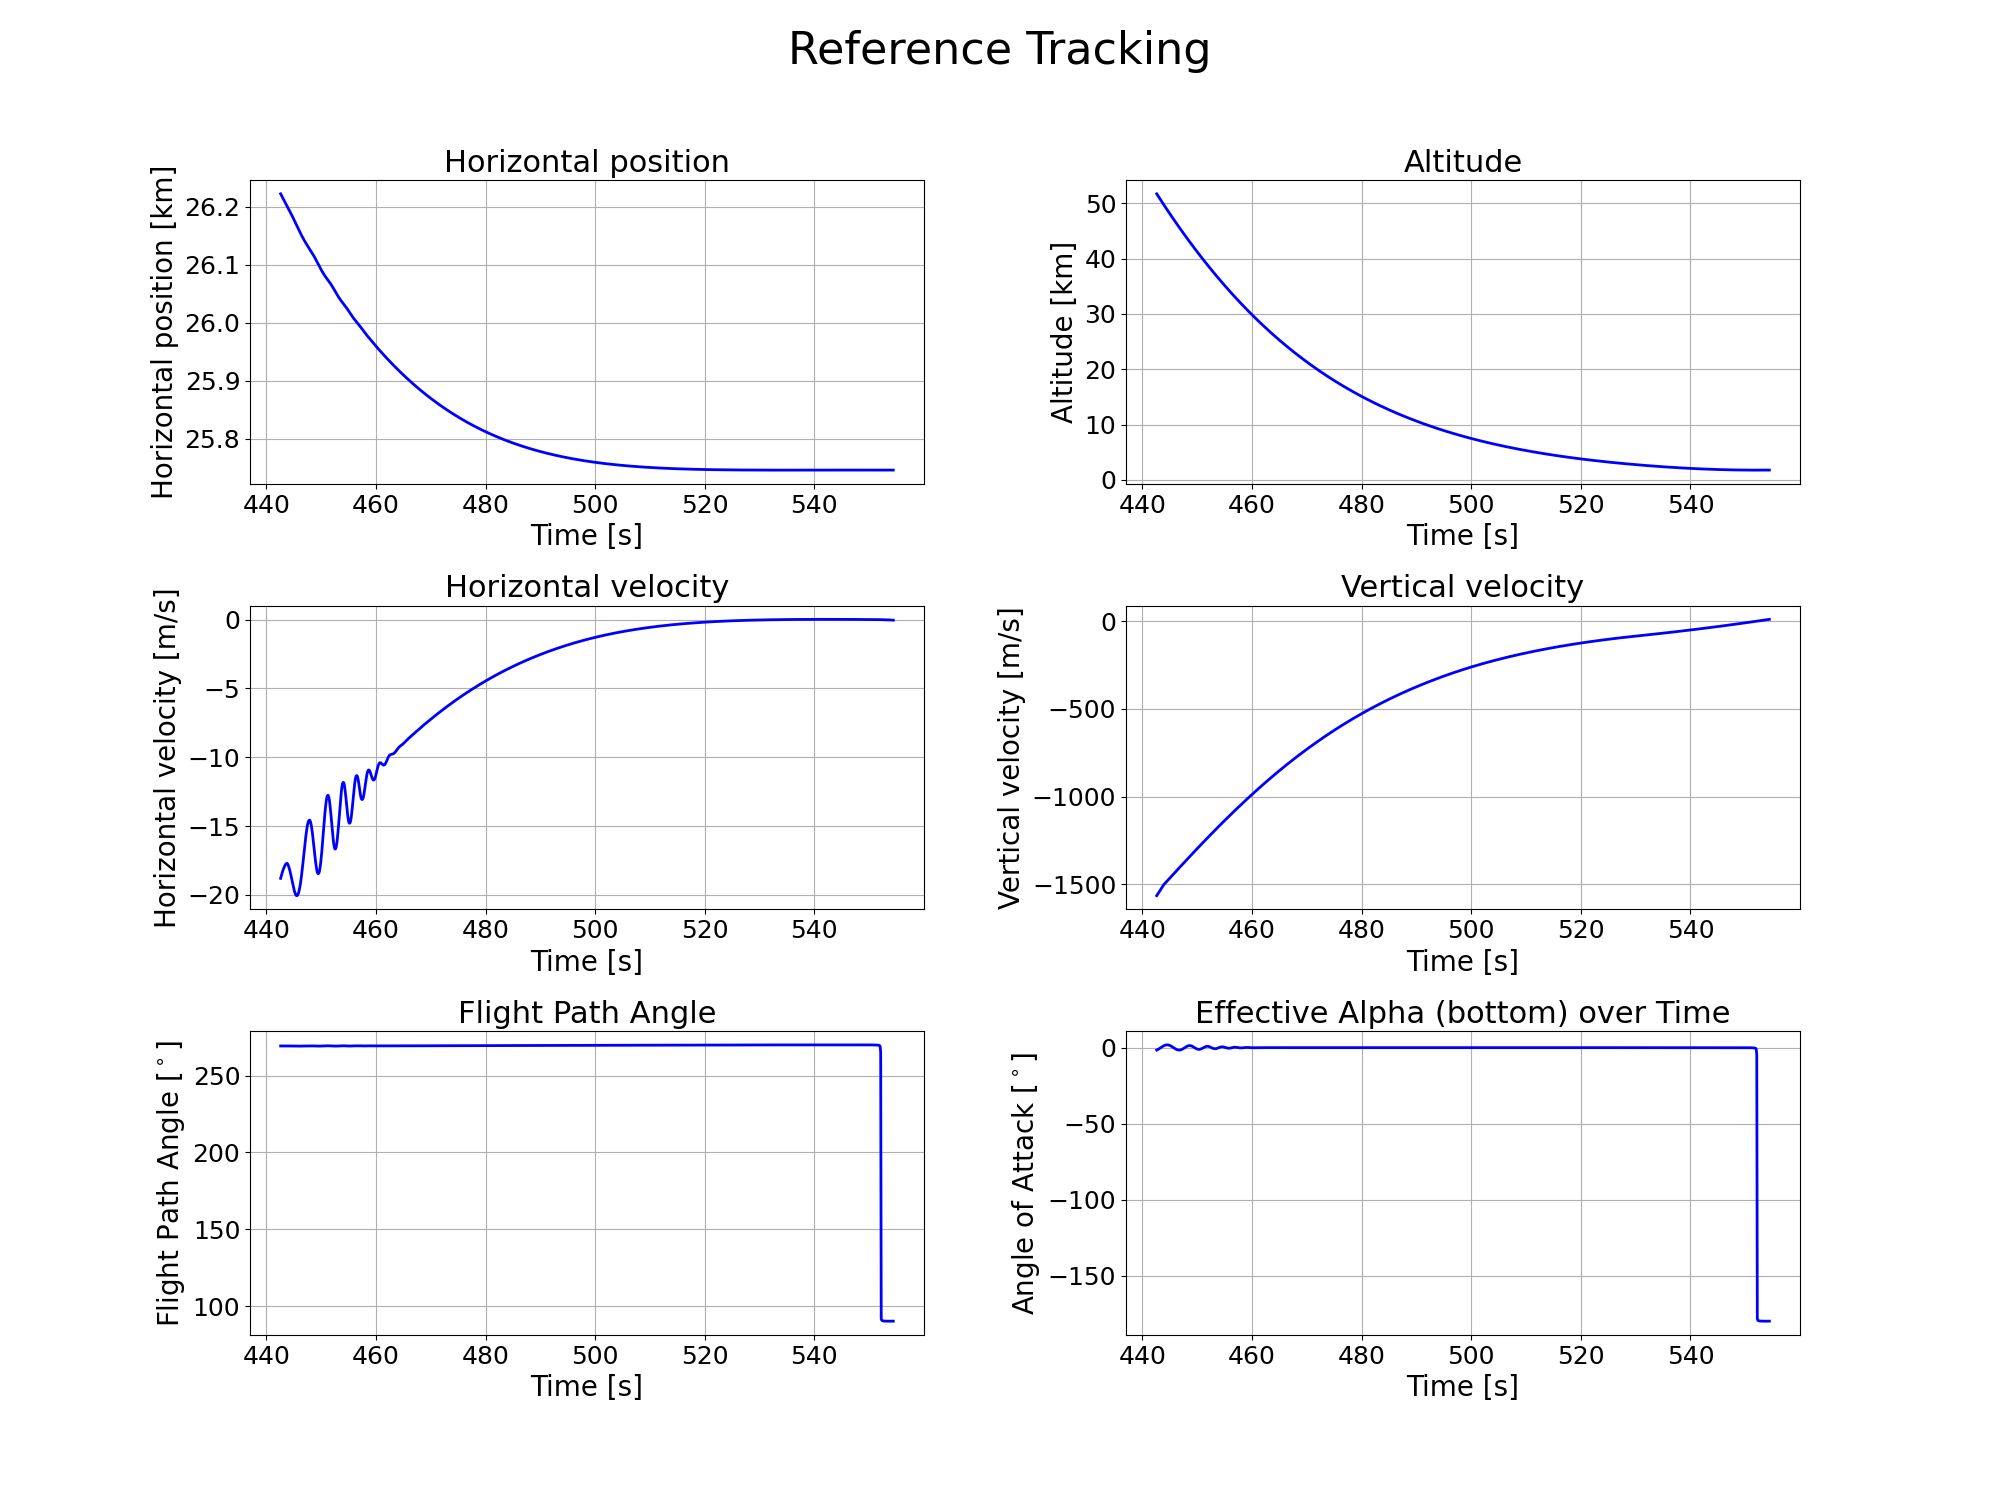 Reference Tracking
Horizontal position
Horizontal position [km]
26.2
26.1
26.0
25.9
25.8
440 460 480 500 520 540
Time [s]
Altitude
Altitude [km]
50
40
30
20
10
0
440 460 480 500 520 540
Time [s]
Horizontal velocity
Horizontal velocity [m/s]
0
−5
−10
−15
−20
440 460 480 500 520 540
Time [s]
Vertical velocity
Vertical velocity [m/s]
0
−500
−1000
−1500
440 460 480 500 520 540
Time [s]
Flight Path Angle
Flight Path Angle [°]
250
200
150
100
440 460 480 500 520 540
Time [s]
Effective Alpha (bottom) over Time
Angle of Attack [°]
0
−50
−100
−150
440 460 480 500 520 540
Time [s]